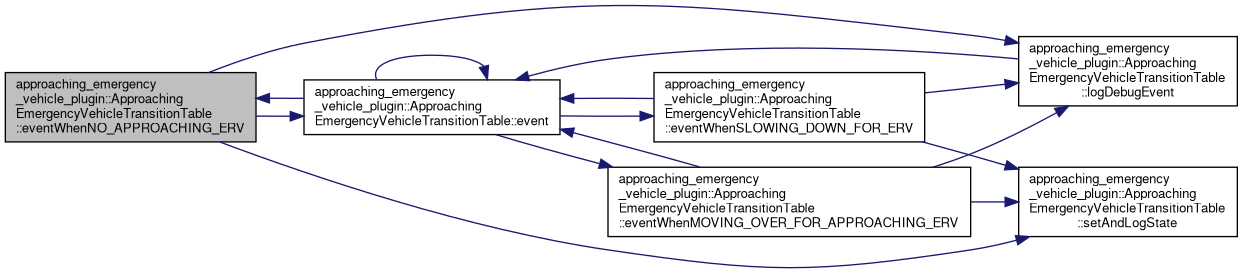 approaching_emergency
_vehicle_plugin::Approaching
EmergencyVehicleTransitionTable
::eventWhenNO_APPROACHING_ERV
approaching_emergency
_vehicle_plugin::Approaching
EmergencyVehicleTransitionTable::event
approaching_emergency
_vehicle_plugin::Approaching
EmergencyVehicleTransitionTable
::eventWhenSLOWING_DOWN_FOR_ERV
approaching_emergency
_vehicle_plugin::Approaching
EmergencyVehicleTransitionTable
::eventWhenMOVING_OVER_FOR_APPROACHING_ERV
approaching_emergency
_vehicle_plugin::Approaching
EmergencyVehicleTransitionTable
::logDebugEvent
approaching_emergency
_vehicle_plugin::Approaching
EmergencyVehicleTransitionTable
::setAndLogState